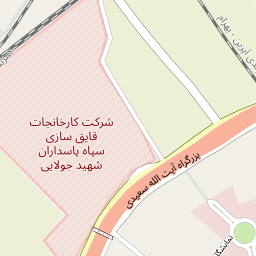 شرکت کارخانجات
قایق سازی
سپاه پاسداران
شهید جولایی
بزرگراه آیت الله سعیدی